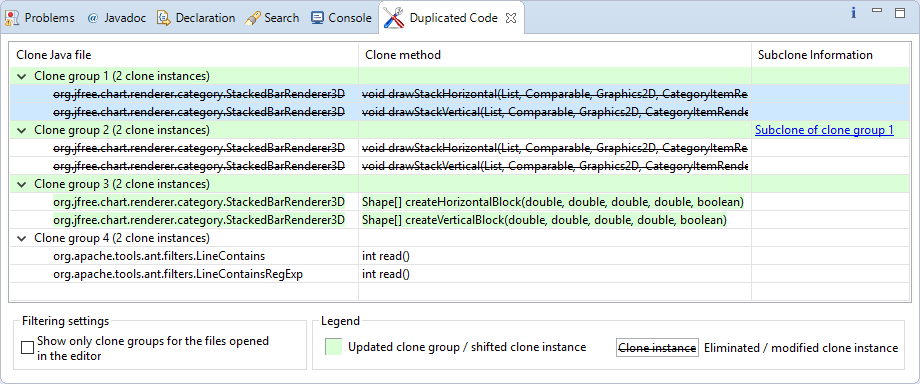 Problems @ Javadoc Declaration Search Console Duplicated Code
Clone Java file Clone method Subclone Information
Clone group 1 (2 clone instances)
org.jfree.chart.renderer.category.StackedBarRenderer3D void drawStackHorizontal(List, Comparable, Graphics2D, CategoryItemRe
org.jfree.chart.renderer.category.StackedBarRenderer3D void drawStackVertical(List, Comparable, Graphics2D, CategoryItemRende
Clone group 2 (2 clone instances) Subclone of clone group 1
org.jfree.chart.renderer.category.StackedBarRenderer3D void drawStackHorizontal(List, Comparable, Graphics2D, CategoryItemRe
org.jfree.chart.renderer.category.StackedBarRenderer3D void drawStackVertical(List, Comparable, Graphics2D, CategoryItemRende
Clone group 3 (2 clone instances)
org.jfree.chart.renderer.category.StackedBarRenderer3D Shape[] createHorizontalBlock(double, double, double, double, boolean)
org.jfree.chart.renderer.category.StackedBarRenderer3D Shape[] createVerticalBlock(double, double, double, double, boolean)
Clone group 4 (2 clone instances)
org.apache.tools.ant.filters.LineContains int read()
org.apache.tools.ant.filters.LineContainsRegExp int read()
Filtering settings
Show only clone groups for the files opened
in the editor
Legend
Updated clone group / shifted clone instance
Clone instance Eliminated / modified clone instance